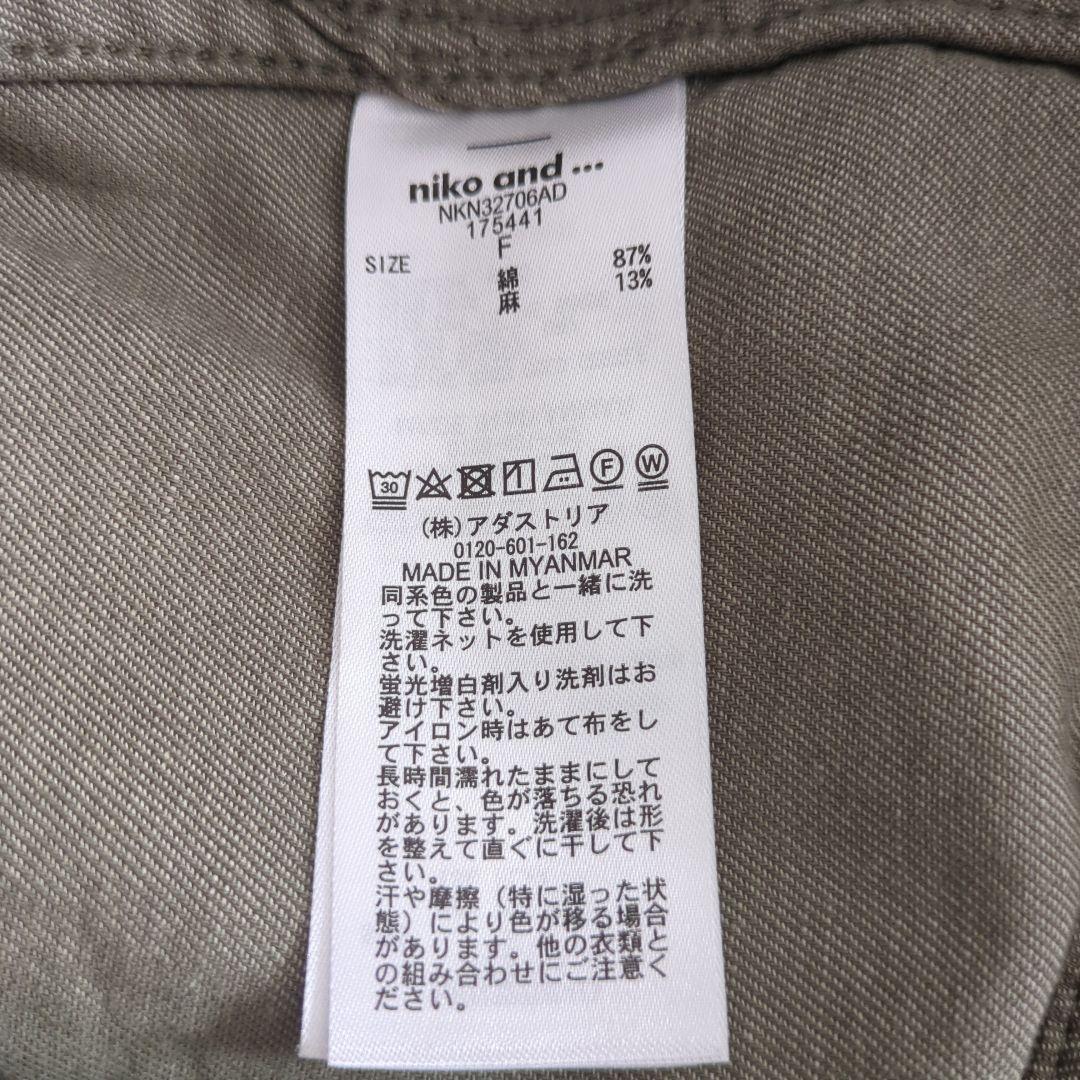 niko and ...
NKN32706AD
175441
SIZE F
綿 87%
麻 13%
30 F W
(株)アダストリア
0120-601-162
MADE IN MYANMAR
同系色の製品と一緒に洗
って下さい。
洗濯ネットを使用して下
さい。
蛍光増白剤入り洗剤はお
避け下さい。
アイロン時はあて布をし
て下さい。
長時間濡れたままにして
おくと、色が落ちる恐れ
があります。洗濯後は形
を整えて直ぐに干して下
さい。
汗や摩擦（特に湿った状
態）により色が移る場合
があります。他の衣類と
の組み合わせにご注意く
ださい。